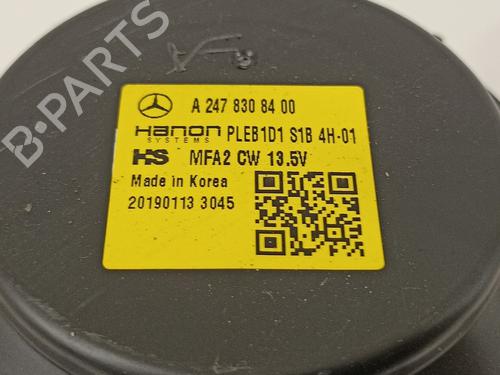 A 247 830 84 00
Hanon PLEB1D1 S1B 4H-01
SYSTEMS
HS MFA2 CW 13.5V
Made in Korea
20190113 3045
B-PARTS